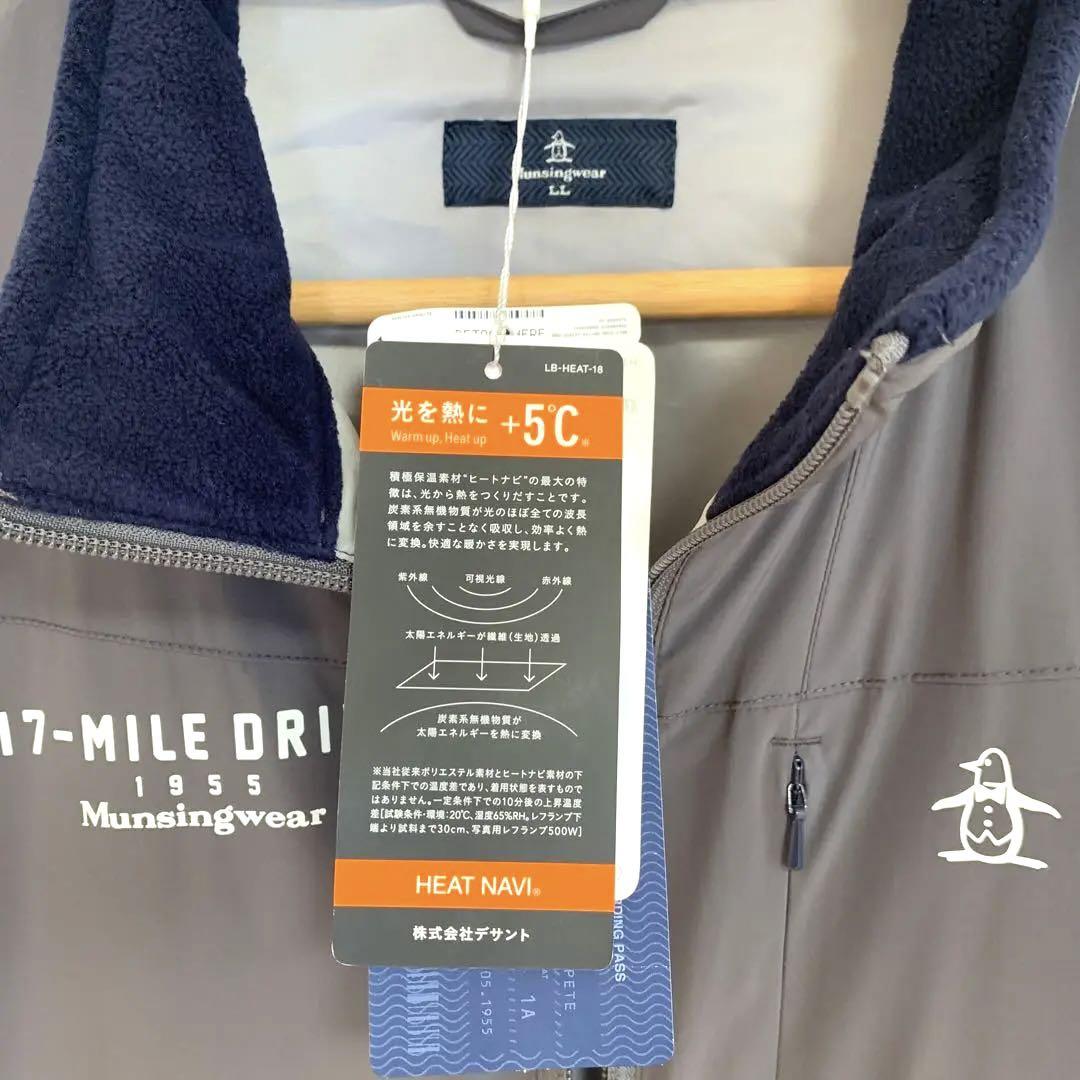 Munsingwear
LL
LB-HEAT-18
光を熱に +5℃※
Warm up, Heat up
積極保温素材“ヒートナビ”の最大の特
徴は、光から熱をつくりだすことです。
炭素系無機物質が光のほぼ全ての波長
領域を余すことなく吸収し、効率よく熱
に変換。快適な暖かさを実現します。
紫外線 可視光線 赤外線
太陽エネルギーが繊維(生地)透過
炭素系無機物質が
太陽エネルギーを熱に変換
※当社従来ポリエステル素材とヒートナビ素材の下
記条件下での温度差であり、着用状態を表すもので
はありません。一定条件下での10分後の上昇温度
差[試験条件・環境:20℃、湿度65%RH。レフランプ下
端より試料まで30cm、写真用レフランプ500W]
HEAT NAVI®
株式会社デサント
17-MILE DRI
1955
Munsingwear
DING PASS
PETE
1A
05.1955